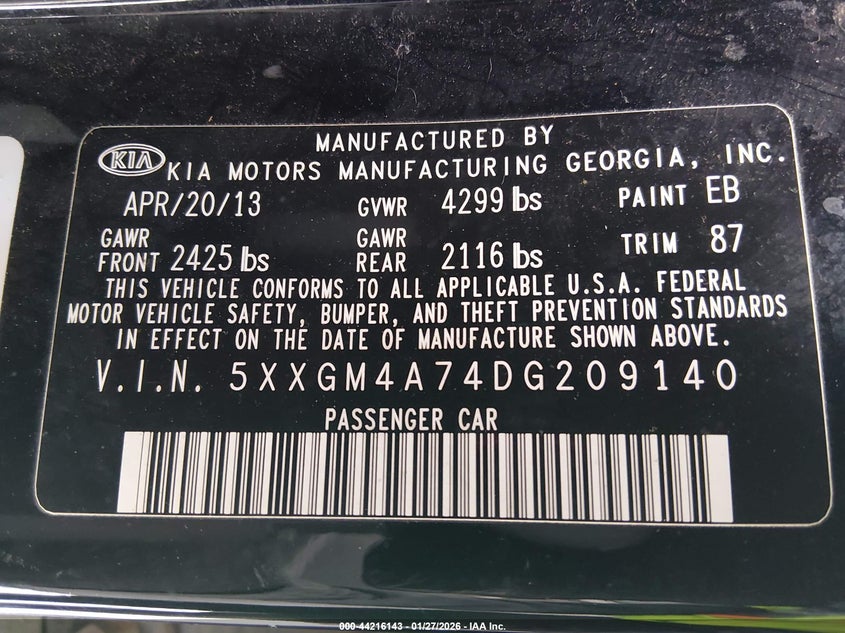 MANUFACTURED BY
KIA KIA MOTORS MANUFACTURING GEORGIA, INC.
APR/20/13 GVWR 4299 lbs PAINT EB
GAWR FRONT 2425 lbs GAWR REAR 2116 lbs TRIM 87
THIS VEHICLE CONFORMS TO ALL APPLICABLE U.S.A. FEDERAL
MOTOR VEHICLE SAFETY, BUMPER, AND THEFT PREVENTION STANDARDS
IN EFFECT ON THE DATE OF MANUFACTURE SHOWN ABOVE.
V.I.N. 5XXGM4A74DG209140
PASSENGER CAR
000-44216143 - 01/27/2026 - IAA Inc.